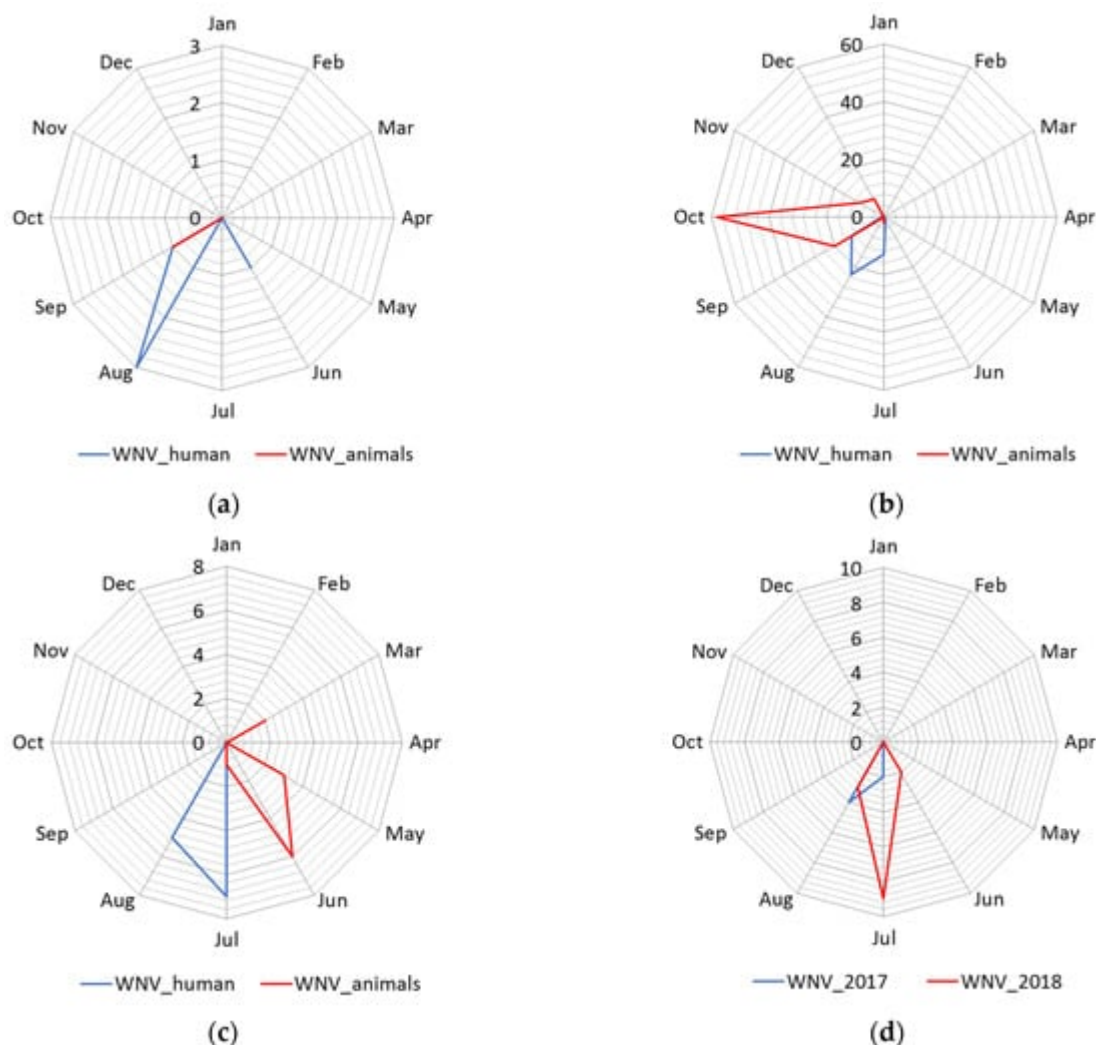 Jan
Feb
Mar
Apr
May
Jun
Jul
Aug
Sep
Oct
Nov
Dec
3
2
1
0
WNV_human WNV_animals
(a)
Jan
Feb
Mar
Apr
May
Jun
Jul
Aug
Sep
Oct
Nov
Dec
60
40
20
0
WNV_human WNV_animals
(b)
Jan
Feb
Mar
Apr
May
Jun
Jul
Aug
Sep
Oct
Nov
Dec
8
6
4
2
0
WNV_human WNV_animals
(c)
Jan
Feb
Mar
Apr
May
Jun
Jul
Aug
Sep
Oct
Nov
Dec
10
8
6
4
2
0
WNV_2017 WNV_2018
(d)